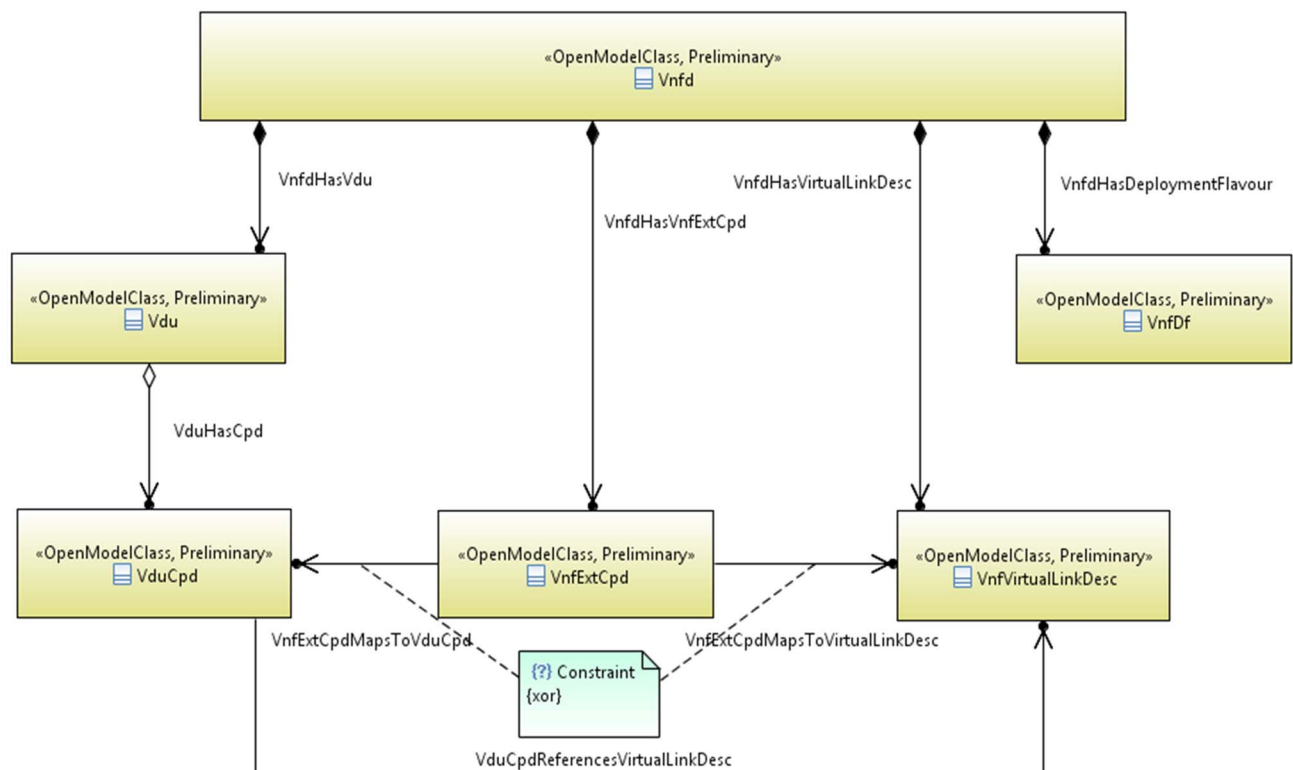 «OpenModelClass, Preliminary»
Vnfd
VnfdHasVdu
VnfdHasVirtualLinkDesc
VnfdHasDeploymentFlavour
VnfdHasVnfExtCpd
«OpenModelClass, Preliminary»
Vdu
«OpenModelClass, Preliminary»
VnfDf
VduHasCpd
«OpenModelClass, Preliminary»
VduCpd
«OpenModelClass, Preliminary»
VnfExtCpd
«OpenModelClass, Preliminary»
VnfVirtualLinkDesc
VnfExtCpdMapsToVduCpd
VnfExtCpdMapsToVirtualLinkDesc
{?} Constraint
{xor}
VduCpdReferencesVirtualLinkDesc